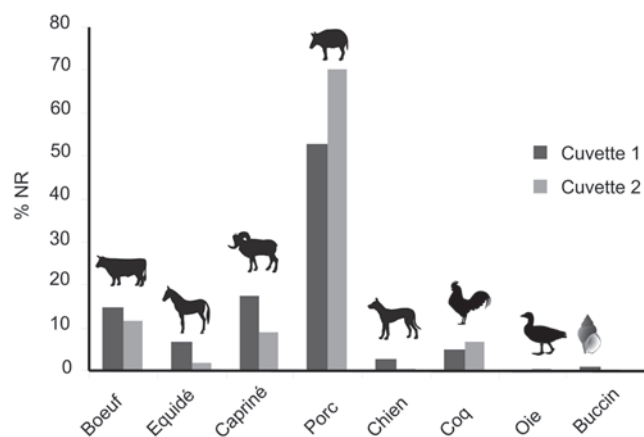 80
70
60
50
40
30
20
10
0
% NR
Cuvette 1
Cuvette 2
Boeuf
Equidé
Capriné
Porc
Chien
Coq
Oie
Buccin